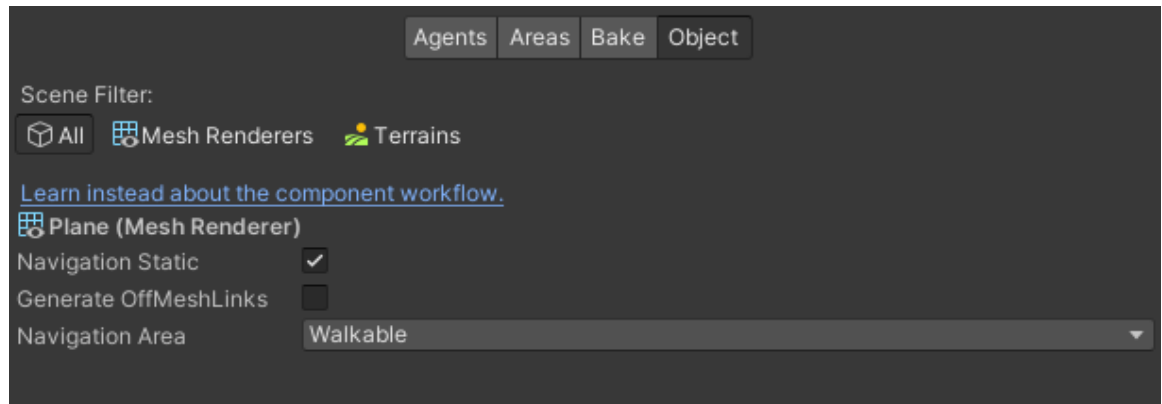 Agents Areas Bake Object
Scene Filter:
All Mesh Renderers Terrains
Learn instead about the component workflow.
Plane (Mesh Renderer)
Navigation Static
Generate OffMeshLinks
Navigation Area Walkable